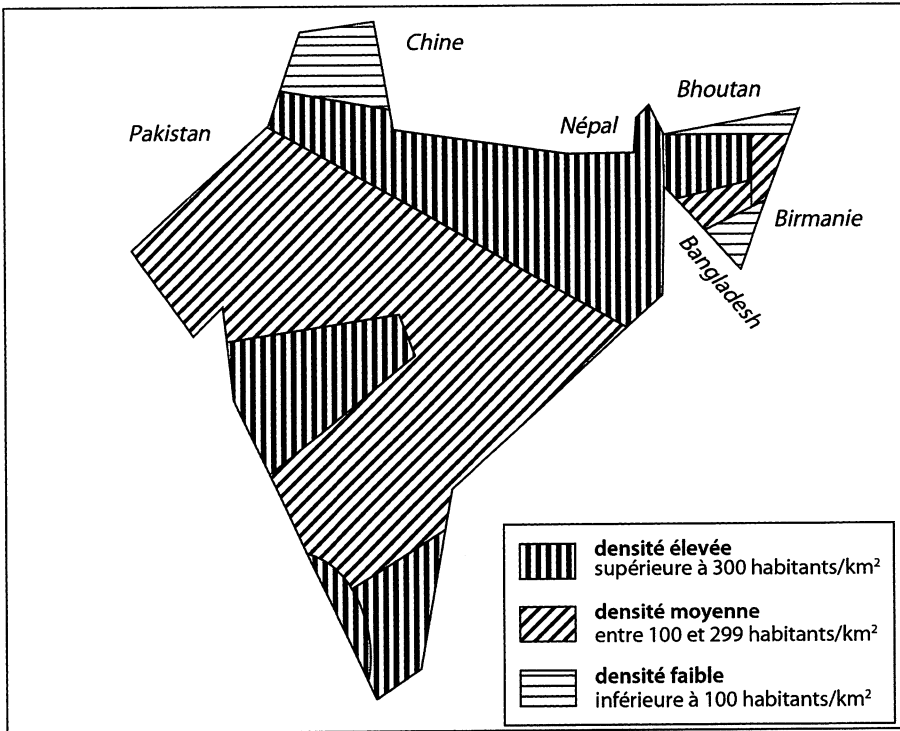 Chine
Bhoutan
Népal
Pakistan
Birmanie
Bangladesh
densité élevée
supérieure à 300 habitants/km²
densité moyenne
entre 100 et 299 habitants/km²
densité faible
inférieure à 100 habitants/km²